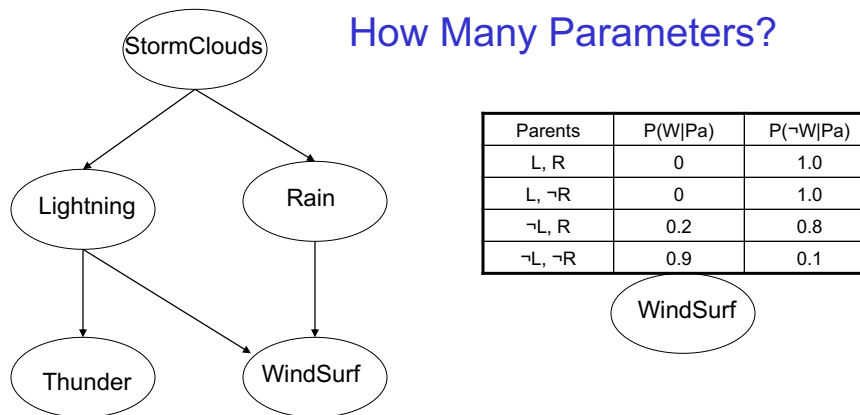 How Many Parameters?
StormClouds
Lightning
Rain
Thunder
WindSurf
Parents P(W|Pa) P(¬W|Pa)
L, R 0 1.0
L, ¬R 0 1.0
¬L, R 0.2 0.8
¬L, ¬R 0.9 0.1
WindSurf